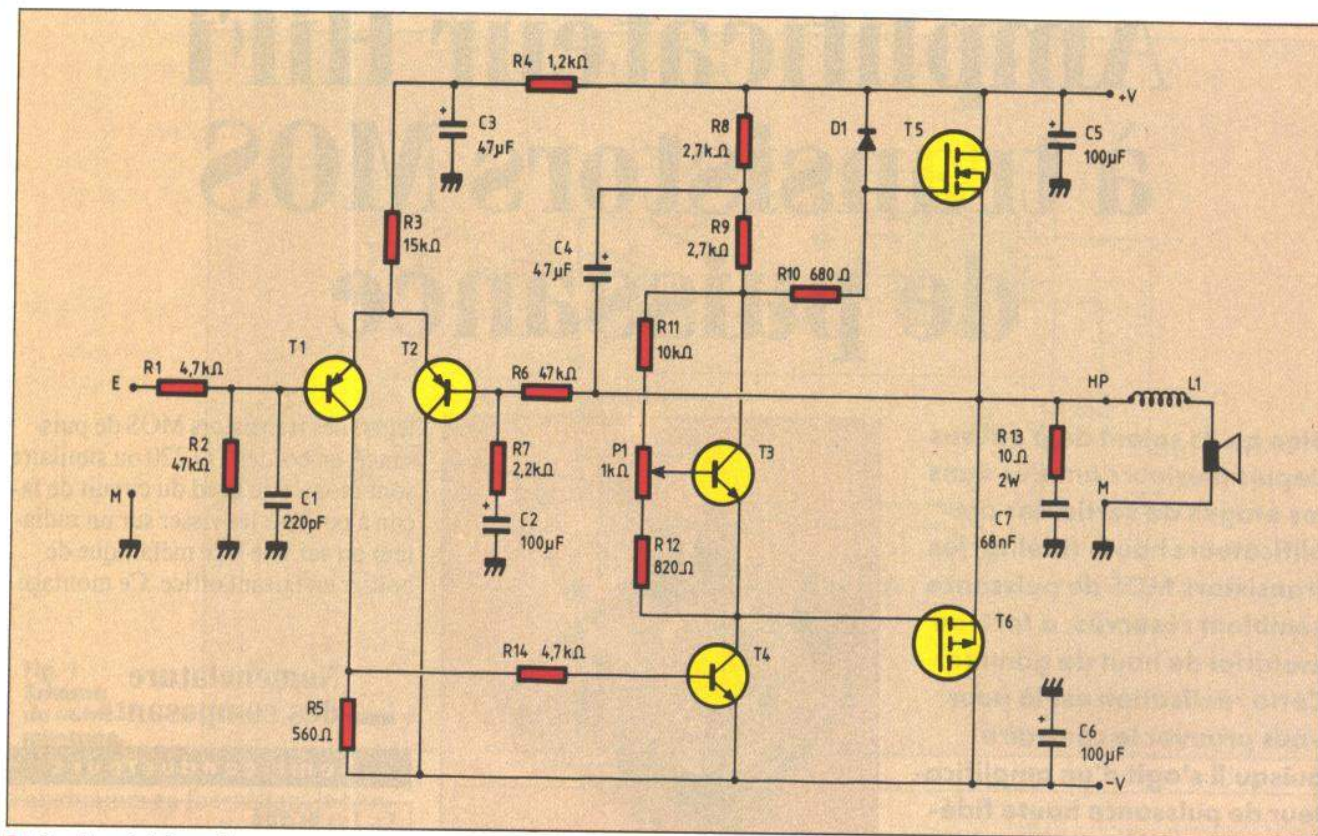 R4 1,2kΩ
+V
C3
47µF
R8
2,7kΩ
D1
T5
C5
100µF
R3
15kΩ
C4
47µF
R9
2,7kΩ
R10 680Ω
R11
10kΩ
T1
T2
R1 4,7kΩ
E
R6 47kΩ
HP
L1
R2
47kΩ
C1
220pF
M
R7
2,2kΩ
C2
100µF
P1
1kΩ
T3
R13
10Ω
2W
C7
68nF
M
R12
820Ω
T6
R14 4,7kΩ
T4
R5
560Ω
C6
100µF
-V